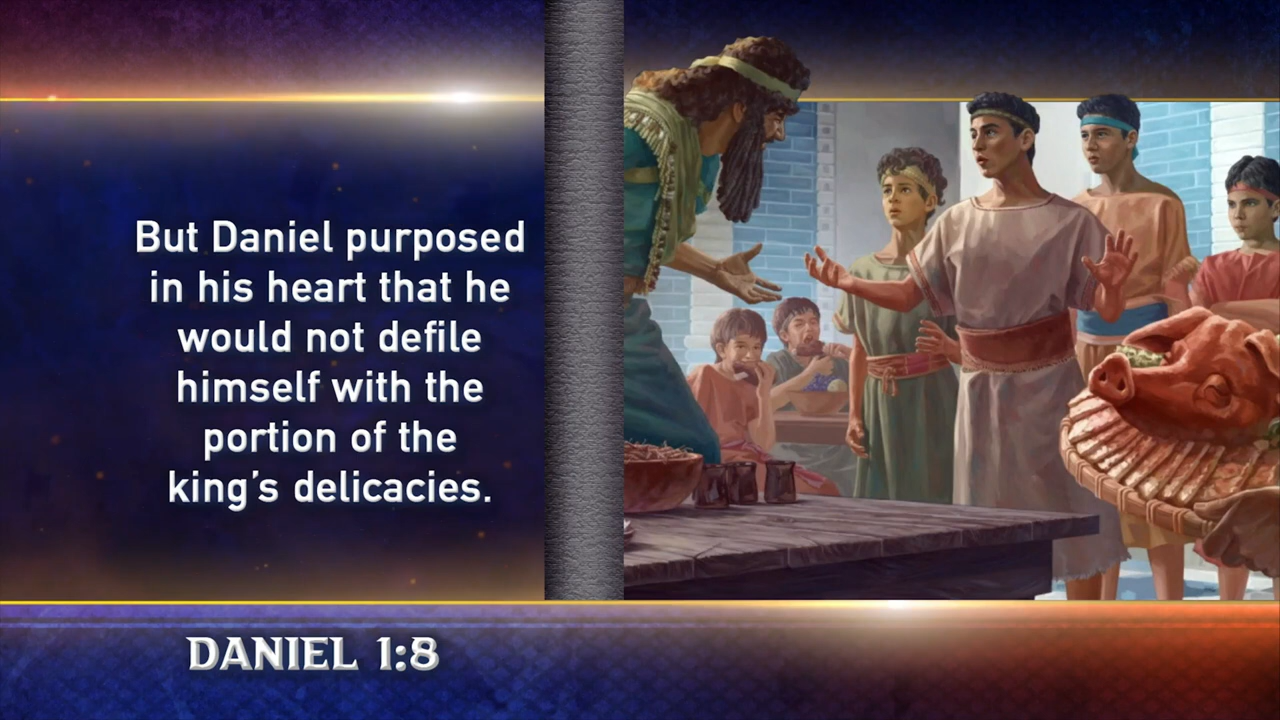 But Daniel purposed
in his heart that he
would not defile
himself with the
portion of the
king's delicacies.
DANIEL 1:8